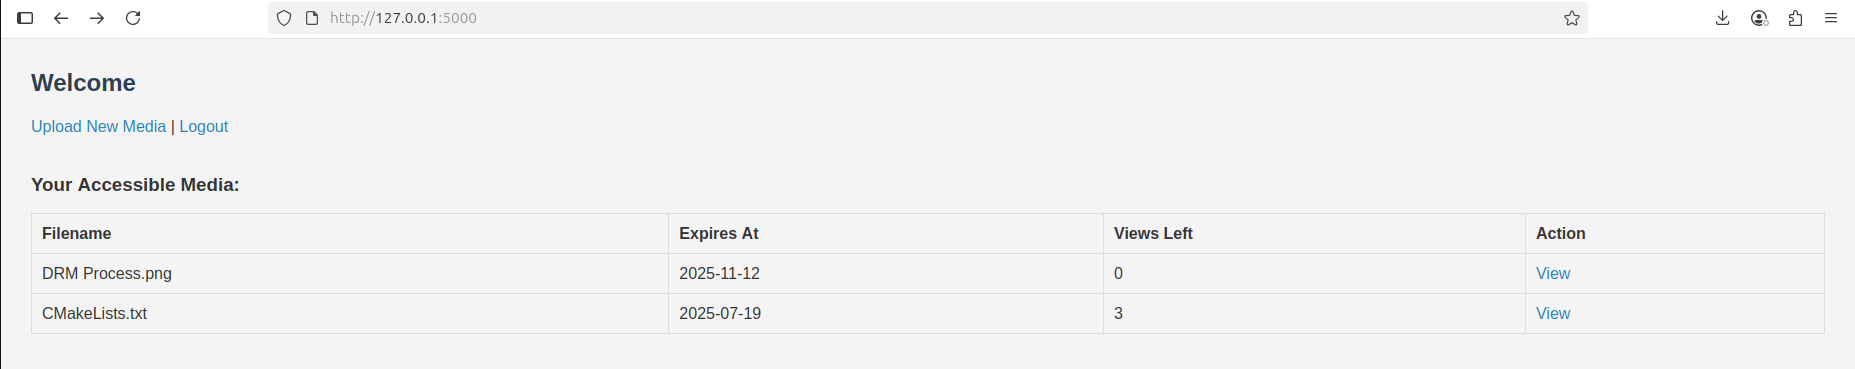 http://127.0.0.1:5000
Welcome
Upload New Media | Logout
Your Accessible Media:
Filename Expires At Views Left Action
DRM Process.png 2025-11-12 0 View
CMakeLists.txt 2025-07-19 3 View